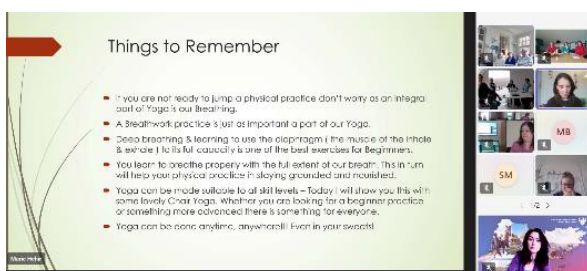 Things to Remember
If you are not ready to jump a physical practice don't worry as an integral
part of Yoga is our Breathing.
A Breathwork practice is just as important a part of our Yoga.
Deep breathing & learning to use the diaphragm ( the muscle of the inhale
& exhale ) to its full capacity is one of the best exercises for Beginners.
You learn to breathe properly with the full extent of our breath. This in turn
will help your physical practice in staying grounded and nourished.
Yoga can be made suitable to all skill levels – Today I will show you this with
some lovely Chair Yoga. Whether you are looking for a beginner practice
or something more advanced there is something for everyone.
Yoga can be done anytime, anywhere!! Even in your sweats!
MB
SM
1/2